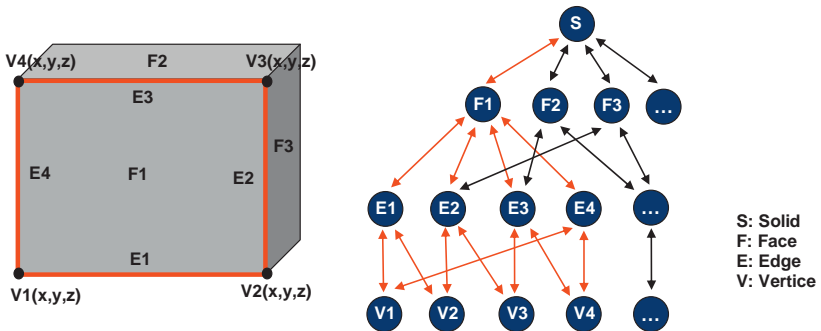 V4(x,y,z)
V3(x,y,z)
F2
E3
F3
E4
F1
E2
E1
V1(x,y,z)
V2(x,y,z)
S
F1 F2 F3 ...
E1 E2 E3 E4 ...
V1 V2 V3 V4 ...
S: Solid
F: Face
E: Edge
V: Vertice